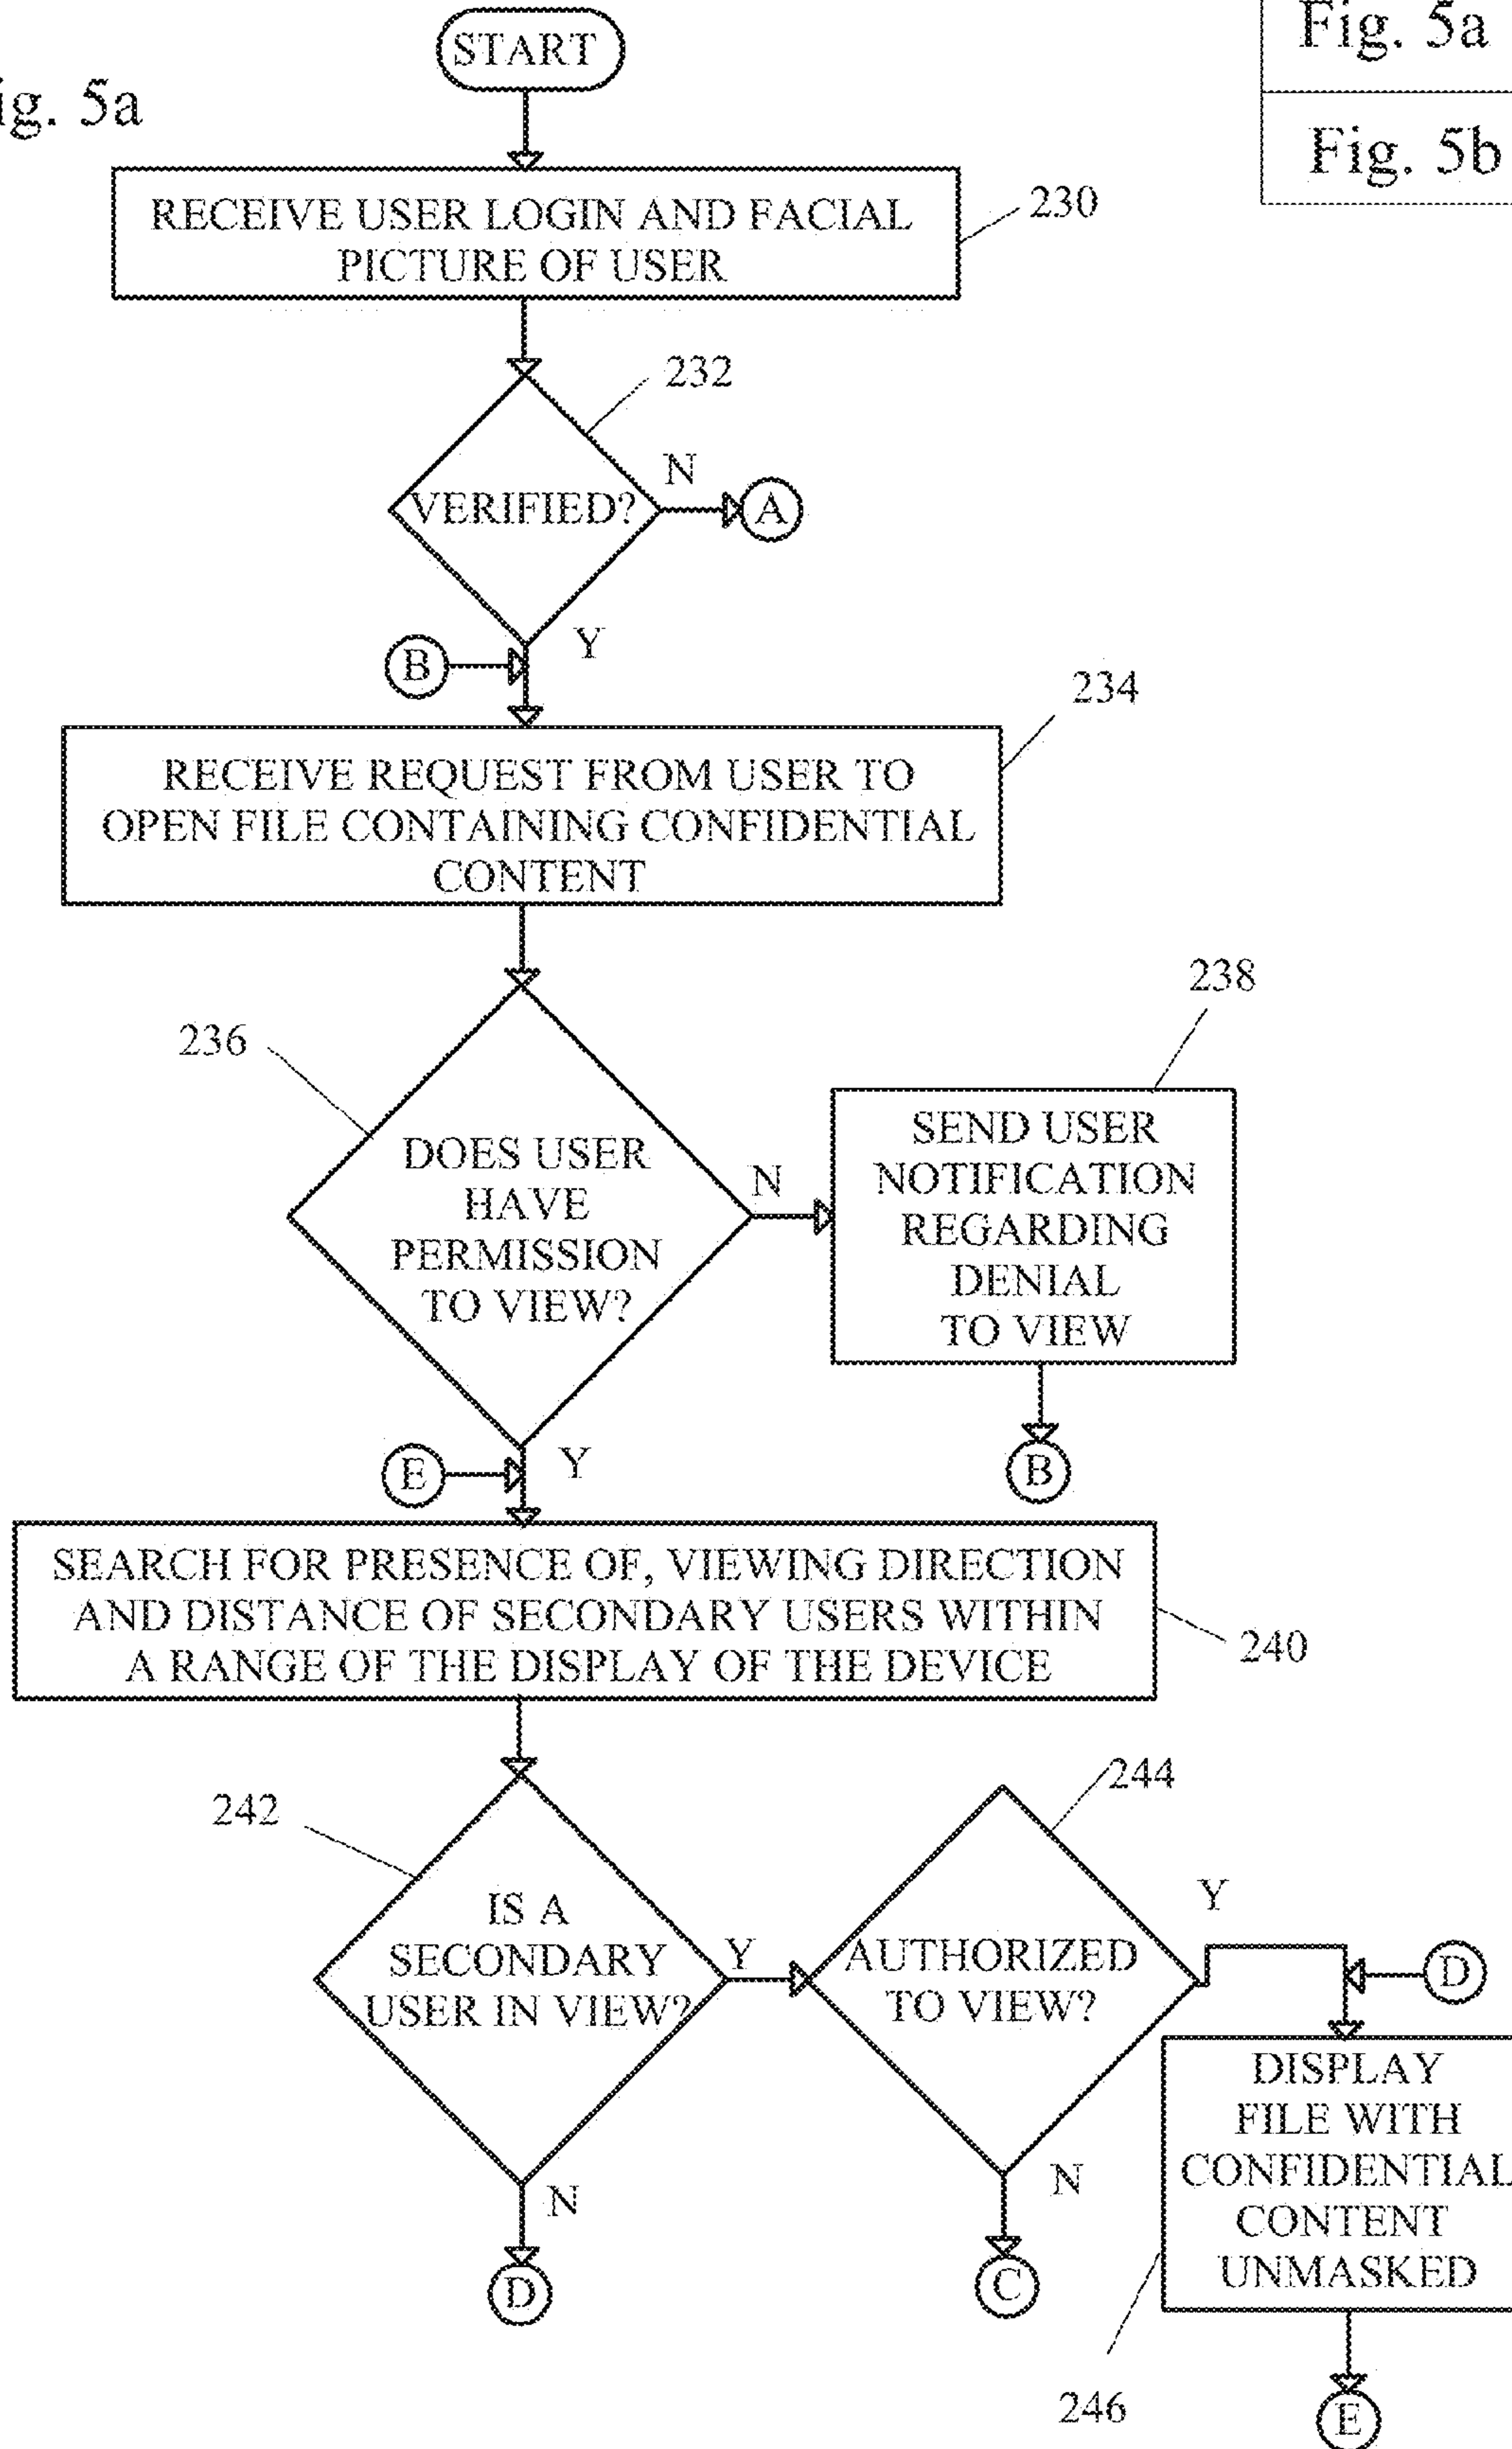 START
Fig. 5a
Fig. 5b
ig. 5a
RECEIVE USER LOGIN AND FACIAL
PICTURE OF USER
230
232
VERIFIED?
N
A
Y
B
234
RECEIVE REQUEST FROM USER TO
OPEN FILE CONTAINING CONFIDENTIAL
CONTENT
236
238
DOES USER
HAVE
PERMISSION
TO VIEW?
N
SEND USER
NOTIFICATION
REGARDING
DENIAL
TO VIEW
B
E
Y
SEARCH FOR PRESENCE OF, VIEWING DIRECTION
AND DISTANCE OF SECONDARY USERS WITHIN
A RANGE OF THE DISPLAY OF THE DEVICE
240
242
244
IS A
SECONDARY
USER IN VIEW?
Y
AUTHORIZED
TO VIEW?
Y
D
N
D
N
C
DISPLAY
FILE WITH
CONFIDENTIAL
CONTENT
UNMASKED
246
E